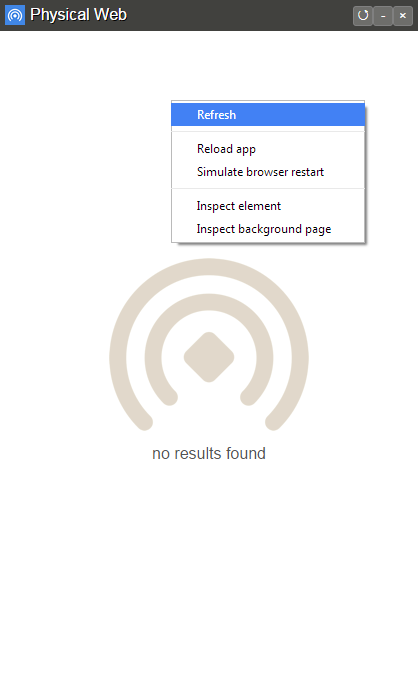 Physical Web
Refresh
Reload app
Simulate browser restart
Inspect element
Inspect background page
no results found